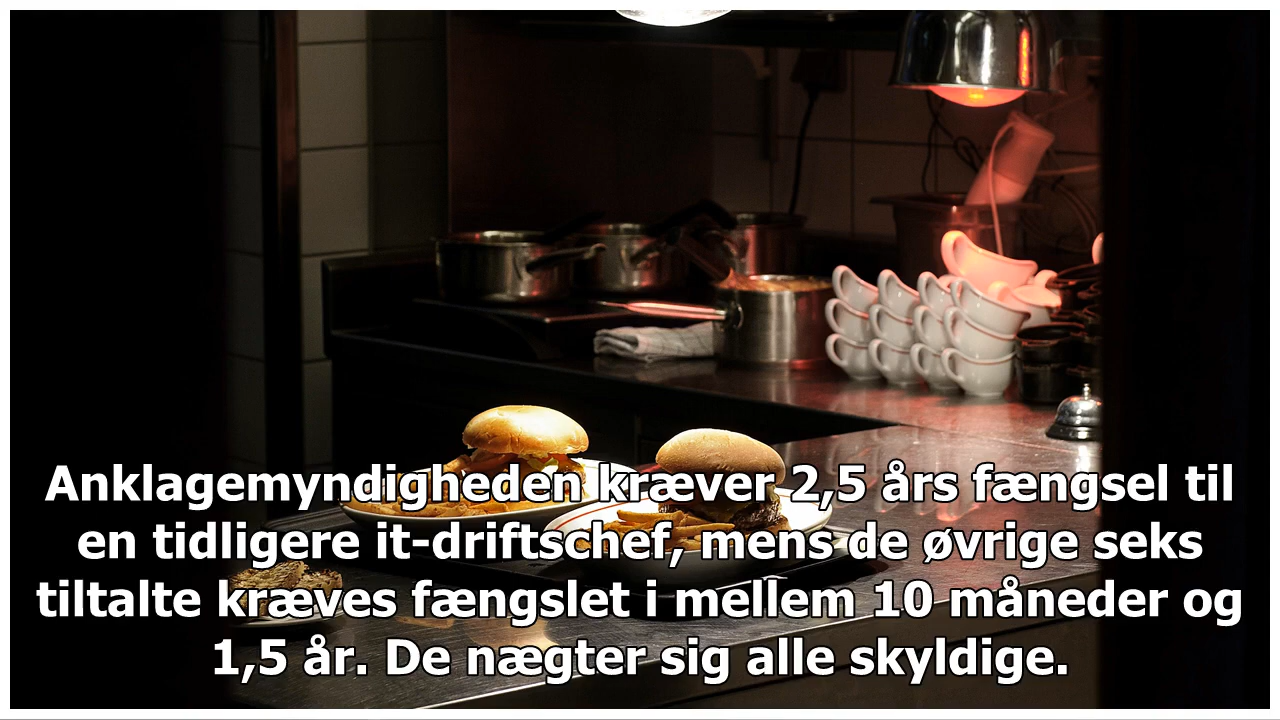 Anklagemyndigheden kræver 2,5 års fængsel til
en tidligere it-driftschef, mens de øvrige seks
tiltalte kræves fængslet i mellem 10 måneder og
1,5 år. De nægter sig alle skyldige.